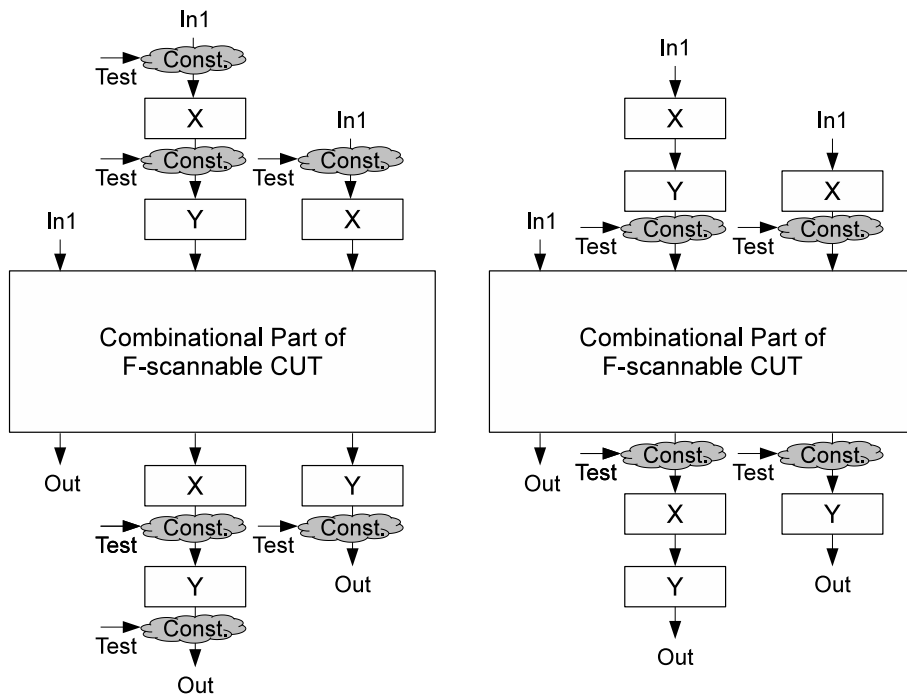 In1
Const.
Test
X
In1
Const.
Test
Const.
Test
In1
Y
X
Combinational Part of
F-scannable CUT
Out
X
Y
Const.
Test
Const.
Test
Y
Out
Const.
Test
Out
In1
X
In1
Y
X
In1
Const.
Test
Const.
Test
Combinational Part of
F-scannable CUT
Out
Const.
Test
Const.
Test
X
Y
Y
Out
Out